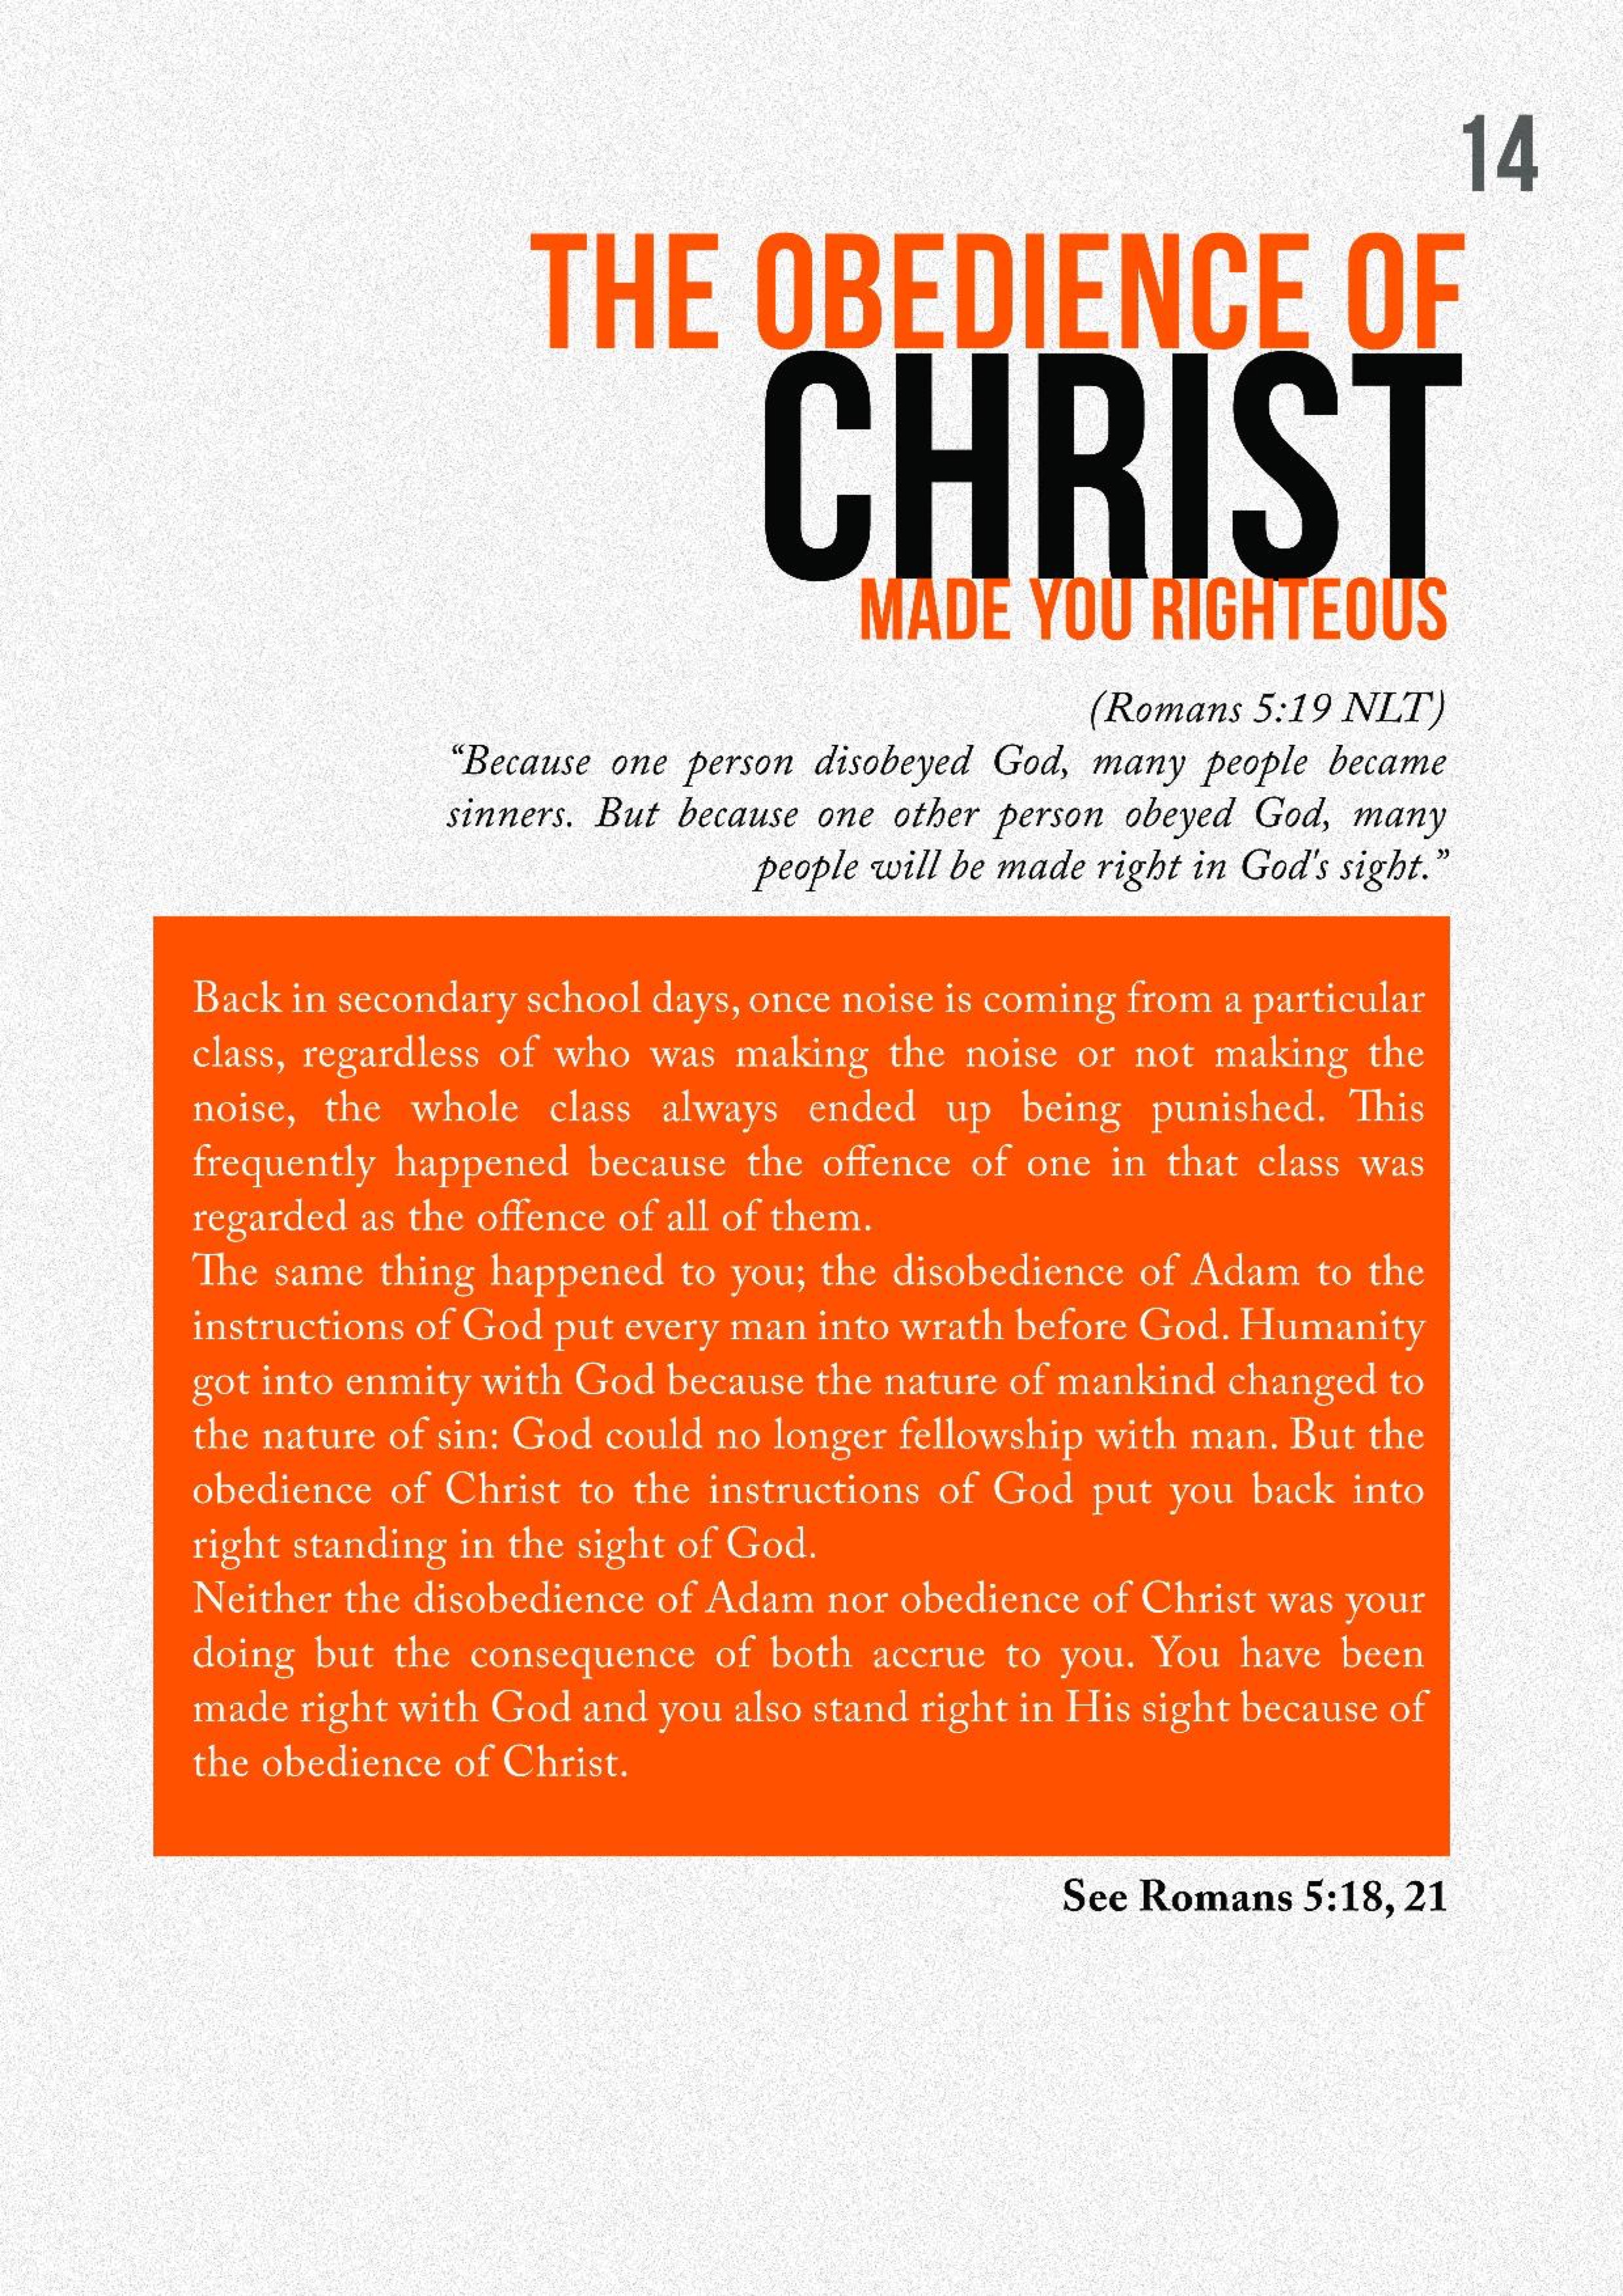 14
THE OBEDIENCE OF
CHRIST
MADE YOU RIGHTEOUS
(Romans 5:19 NLT)
“Because one person disobeyed God, many people became
sinners. But because one other person obeyed God, many
people will be made right in God's sight.”
Back in secondary school days, once noise is coming from a particular
class, regardless of who was making the noise or not making the
noise, the whole class always ended up being punished. This
frequently happened because the offence of one in that class was
regarded as the offence of all of them.
The same thing happened to you; the disobedience of Adam to the
instructions of God put every man into wrath before God. Humanity
got into enmity with God because the nature of mankind changed to
the nature of sin: God could no longer fellowship with man. But the
obedience of Christ to the instructions of God put you back into
right standing in the sight of God.
Neither the disobedience of Adam nor obedience of Christ was your
doing but the consequence of both accrue to you. You have been
made right with God and you also stand right in His sight because of
the obedience of Christ.
See Romans 5:18, 21